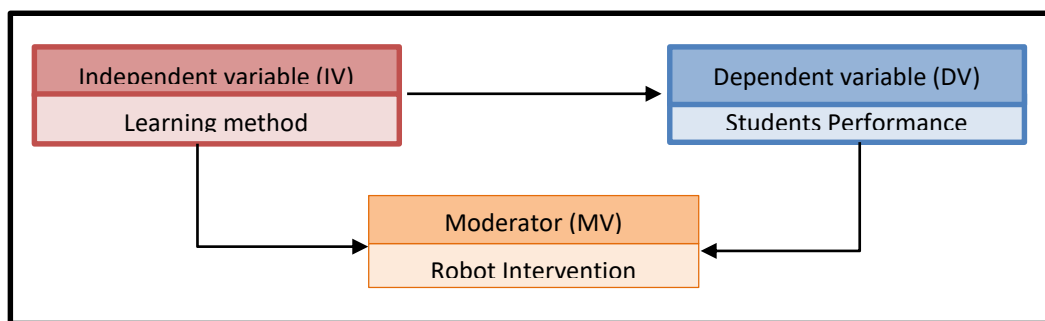 Independent variable (IV)
Learning method
Dependent variable (DV)
Students Performance
Moderator (MV)
Robot Intervention